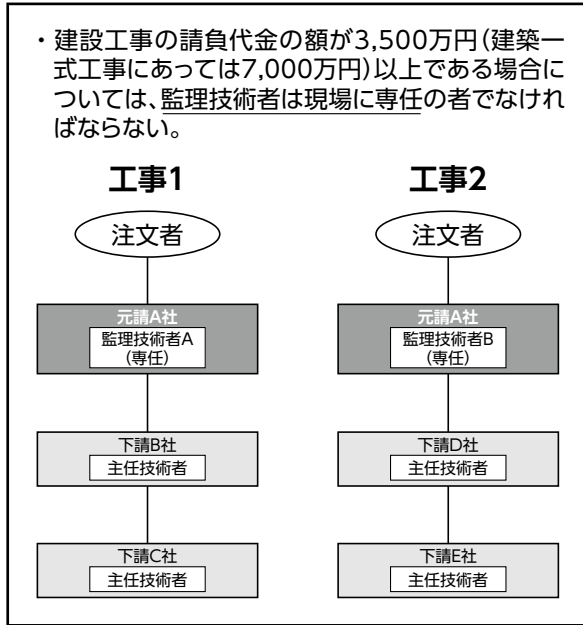 ・建設工事の請負代金の額が3,500万円(建築一
式工事にあっては7,000万円)以上である場合に
ついては、監理技術者は現場に専任の者でなけれ
ばならない。
工事1
注文者
元請A社
監理技術者A
(専任)
下請B社
主任技術者
下請C社
主任技術者
工事2
注文者
元請A社
監理技術者B
(専任)
下請D社
主任技術者
下請E社
主任技術者